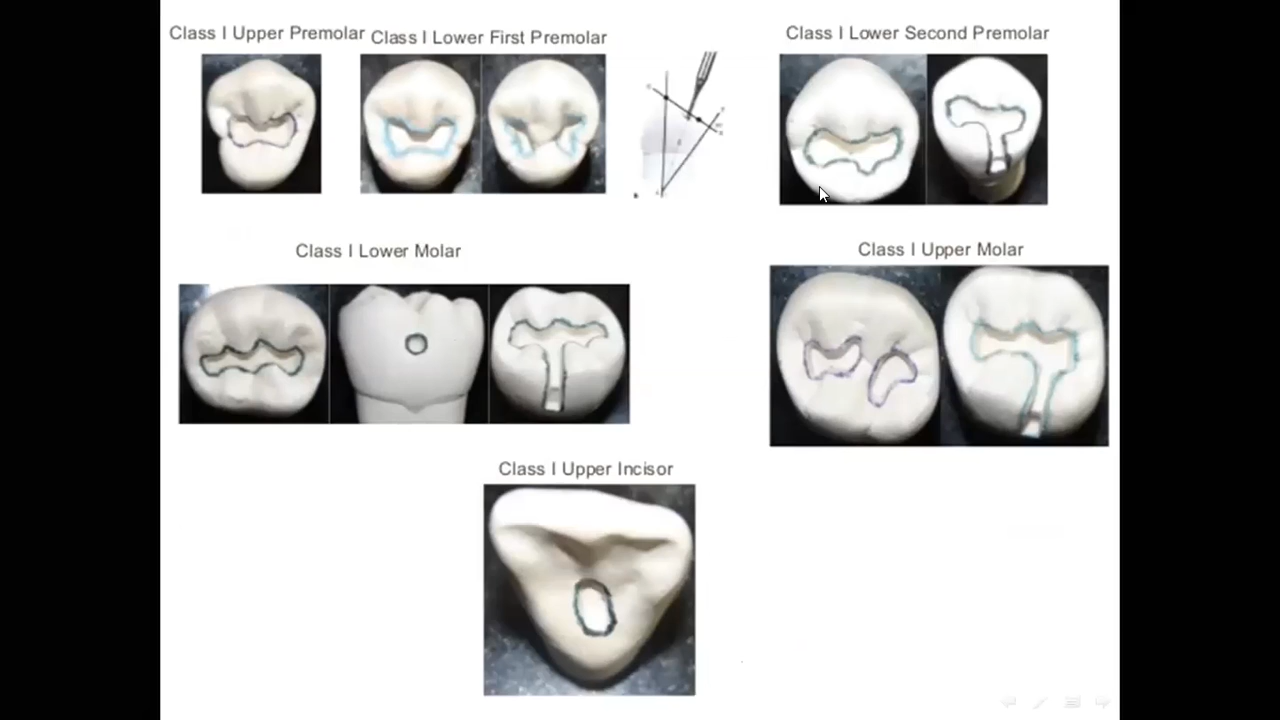 Class I Upper Premolar
Class I Lower First Premolar
Class I Lower Second Premolar
Class I Lower Molar
Class I Upper Molar
Class I Upper Incisor